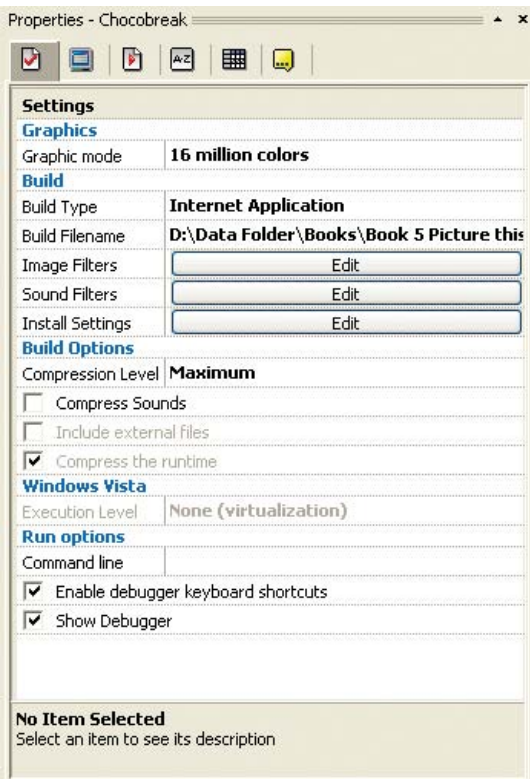 Properties - Chocobreak
A-Z
Settings
Graphics
Graphic mode 16 million colors
Build
Build Type Internet Application
Build Filename D:\Data Folder\Books\Book 5 Picture this
Image Filters Edit
Sound Filters Edit
Install Settings Edit
Build Options
Compression Level Maximum
Compress Sounds
Include external files
Compress the runtime
Windows Vista
Execution Level None (virtualization)
Run options
Command line
Enable debugger keyboard shortcuts
Show Debugger
No Item Selected
Select an item to see its description